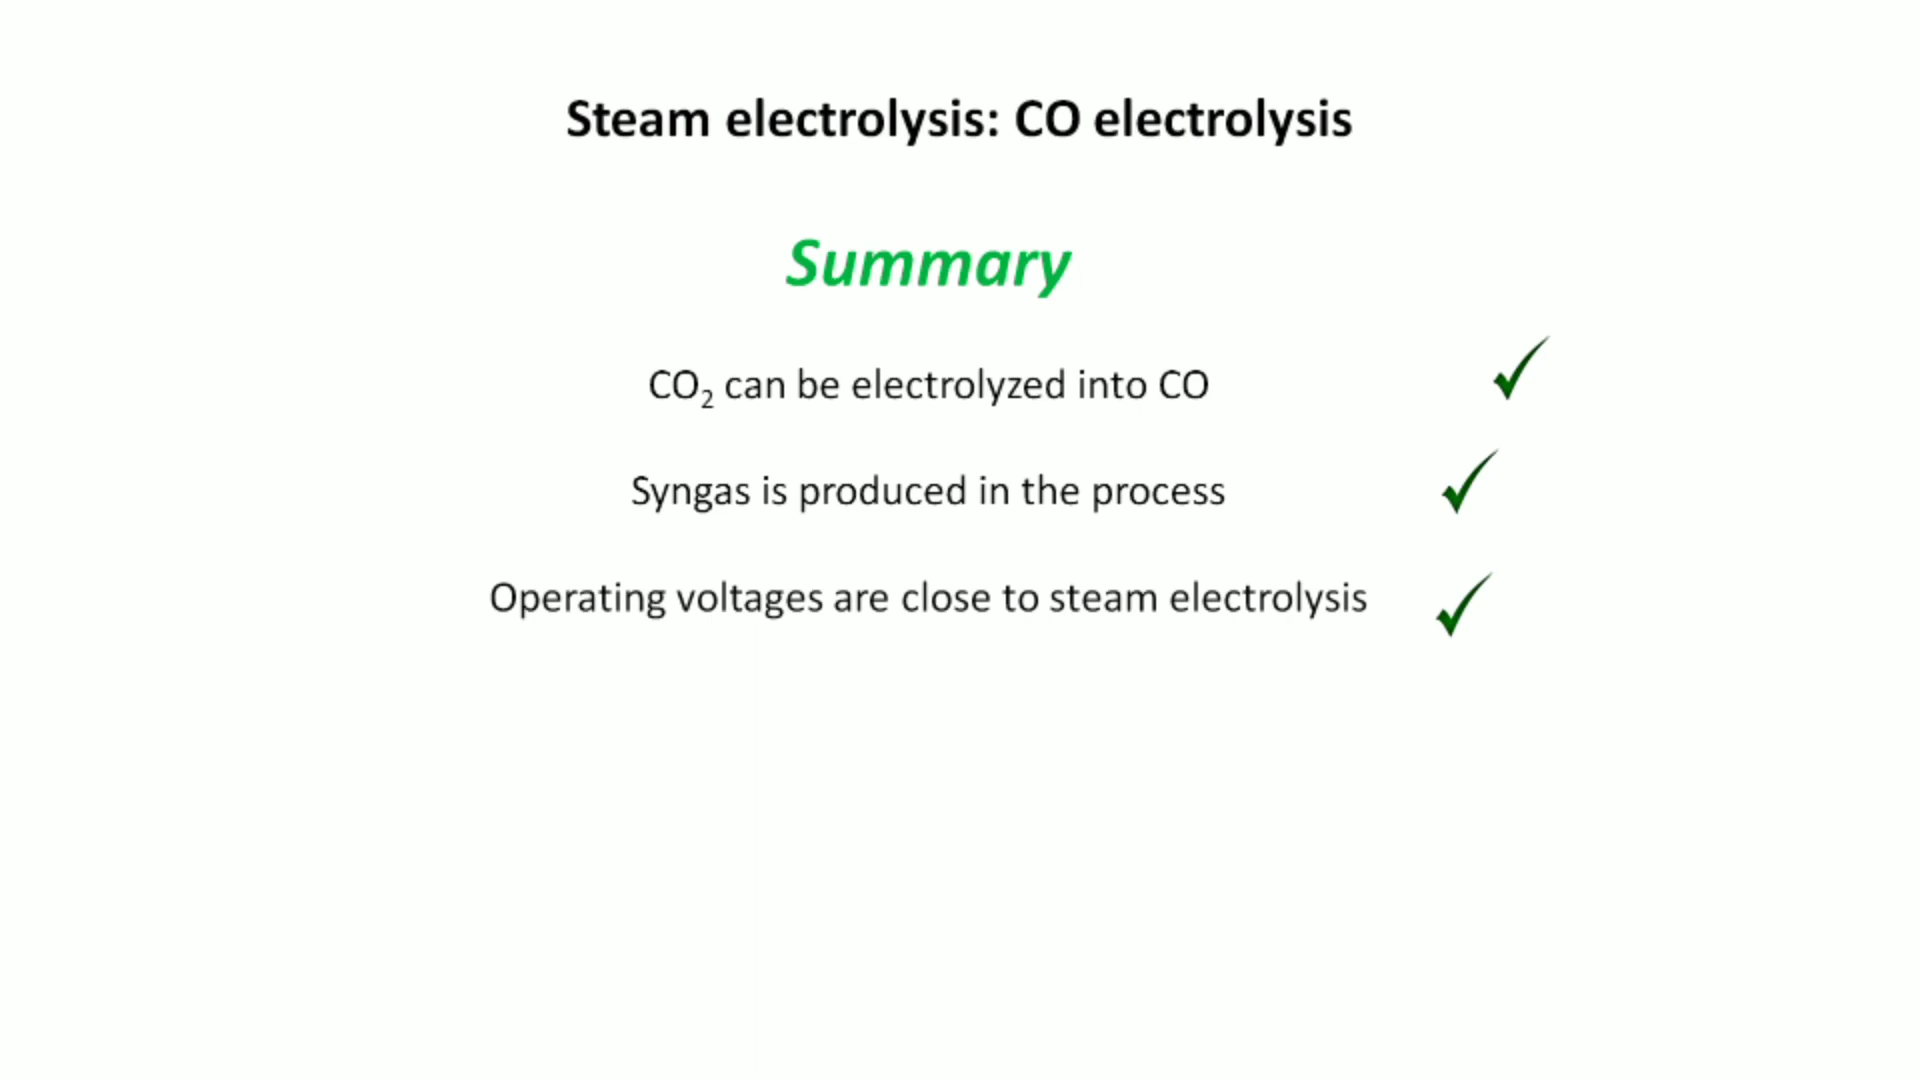 Steam electrolysis: CO electrolysis
Summary
CO₂ can be electrolyzed into CO
Syngas is produced in the process
Operating voltages are close to steam electrolysis